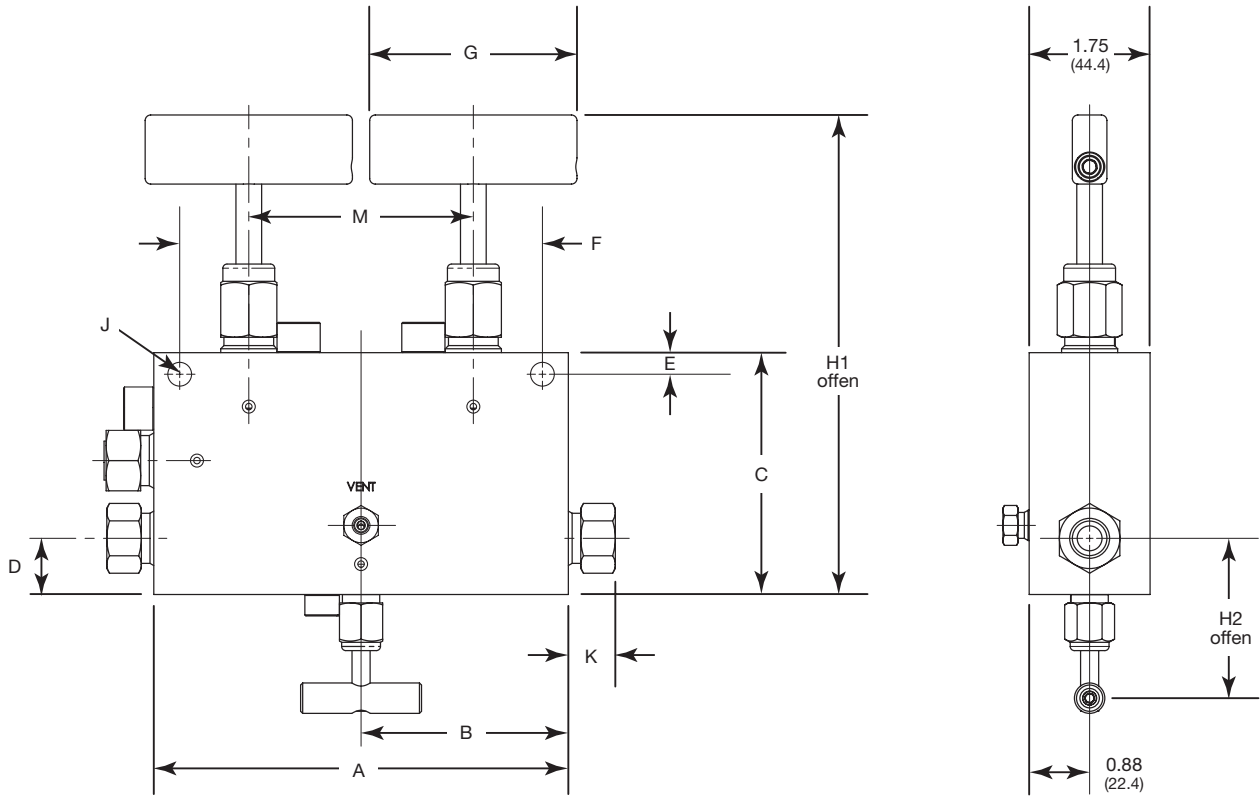 G
1.75
(44.4)
M
F
J
E
H1
offen
C
VENT
D
H2
offen
K
B
A
0.88
(22.4)